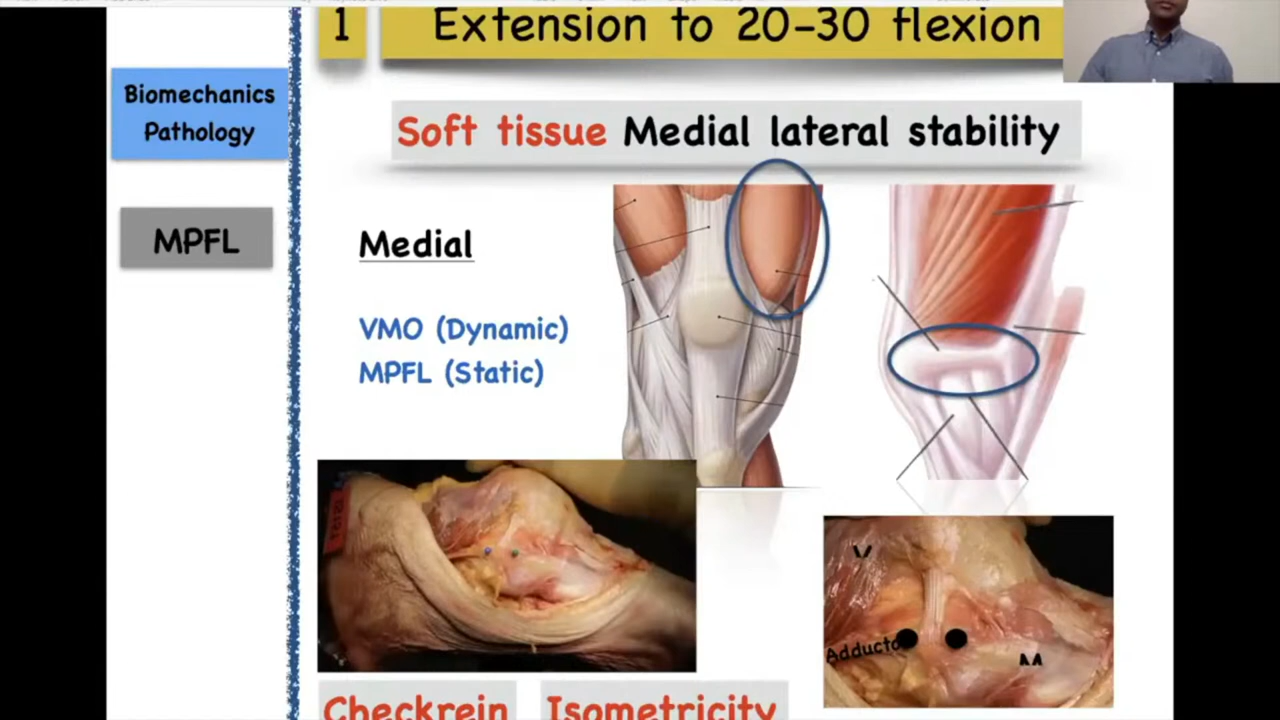 1 Extension to 20-30 flexion
Biomechanics
Pathology
Soft tissue Medial lateral stability
MPFL
Medial
VMO (Dynamic)
MPFL (Static)
V
Adducto
M
Checkrein
Isometricity